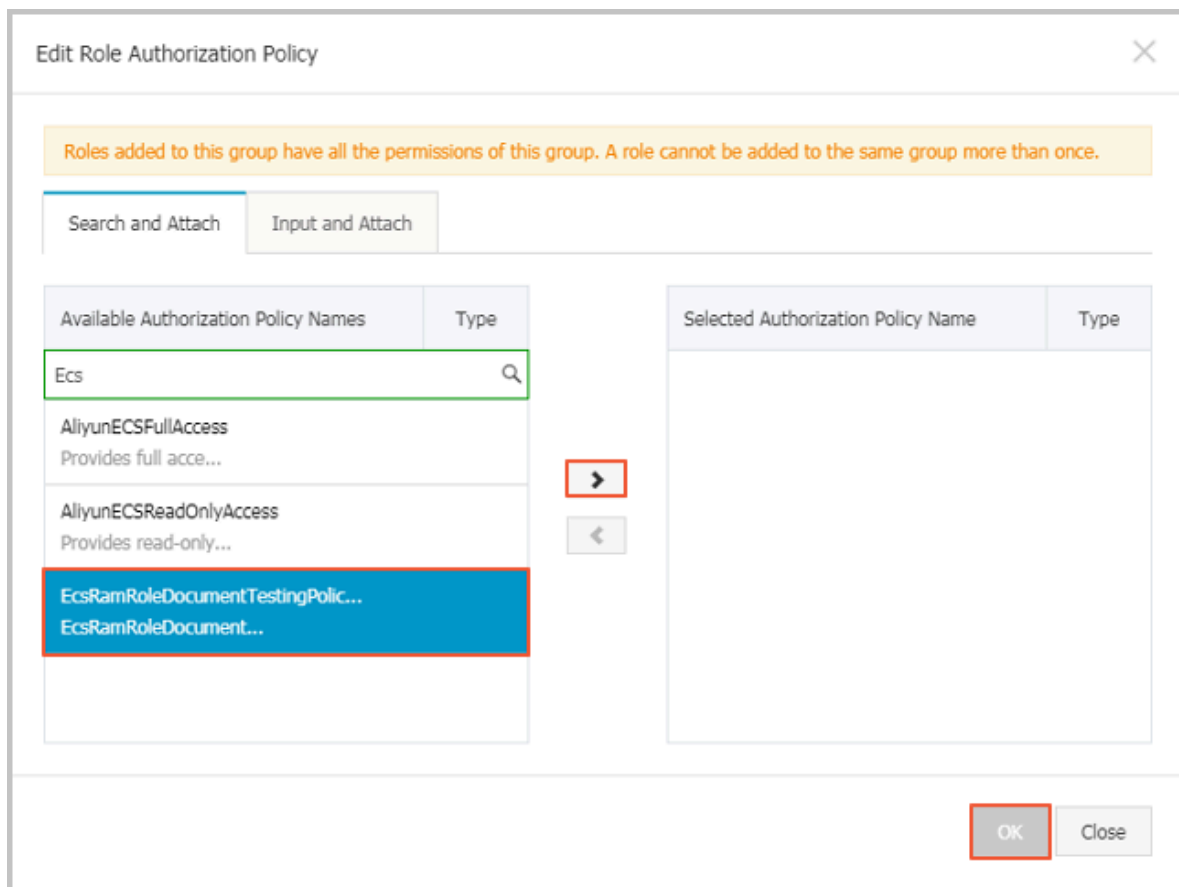 Edit Role Authorization Policy
Roles added to this group have all the permissions of this group. A role cannot be added to the same group more than once.
Search and Attach
Input and Attach
Available Authorization Policy Names
Type
Ecs
AliyunECSFullAccess
Provides full acce...
AliyunECSReadOnlyAccess
Provides read-only...
EcsRamRoleDocumentTestingPolic...
EcsRamRoleDocument...
Selected Authorization Policy Name
Type
OK
Close